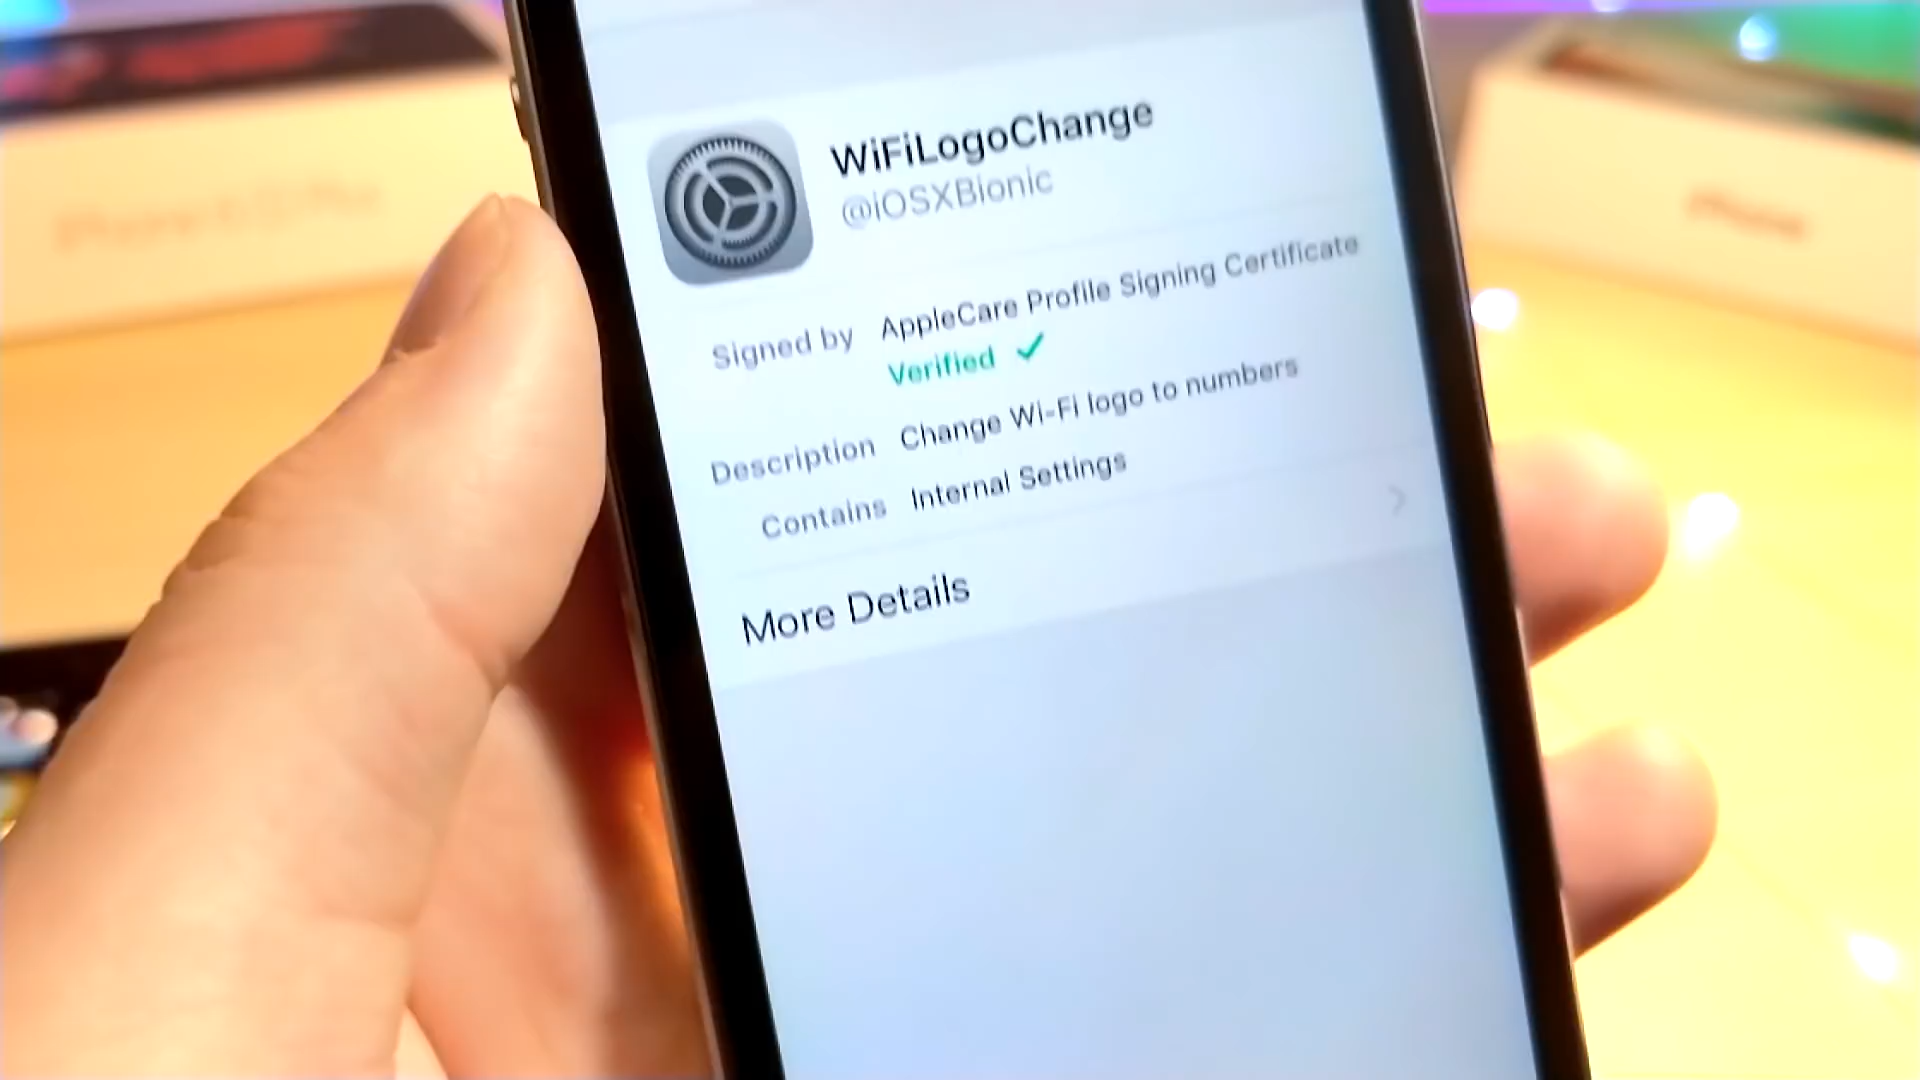 WiFiLogoChange
@iOSXBionic
Signed by AppleCare Profile Signing Certificate
Verified ✓
Description Change Wi-Fi logo to numbers
Contains Internal Settings
More Details
iPhone